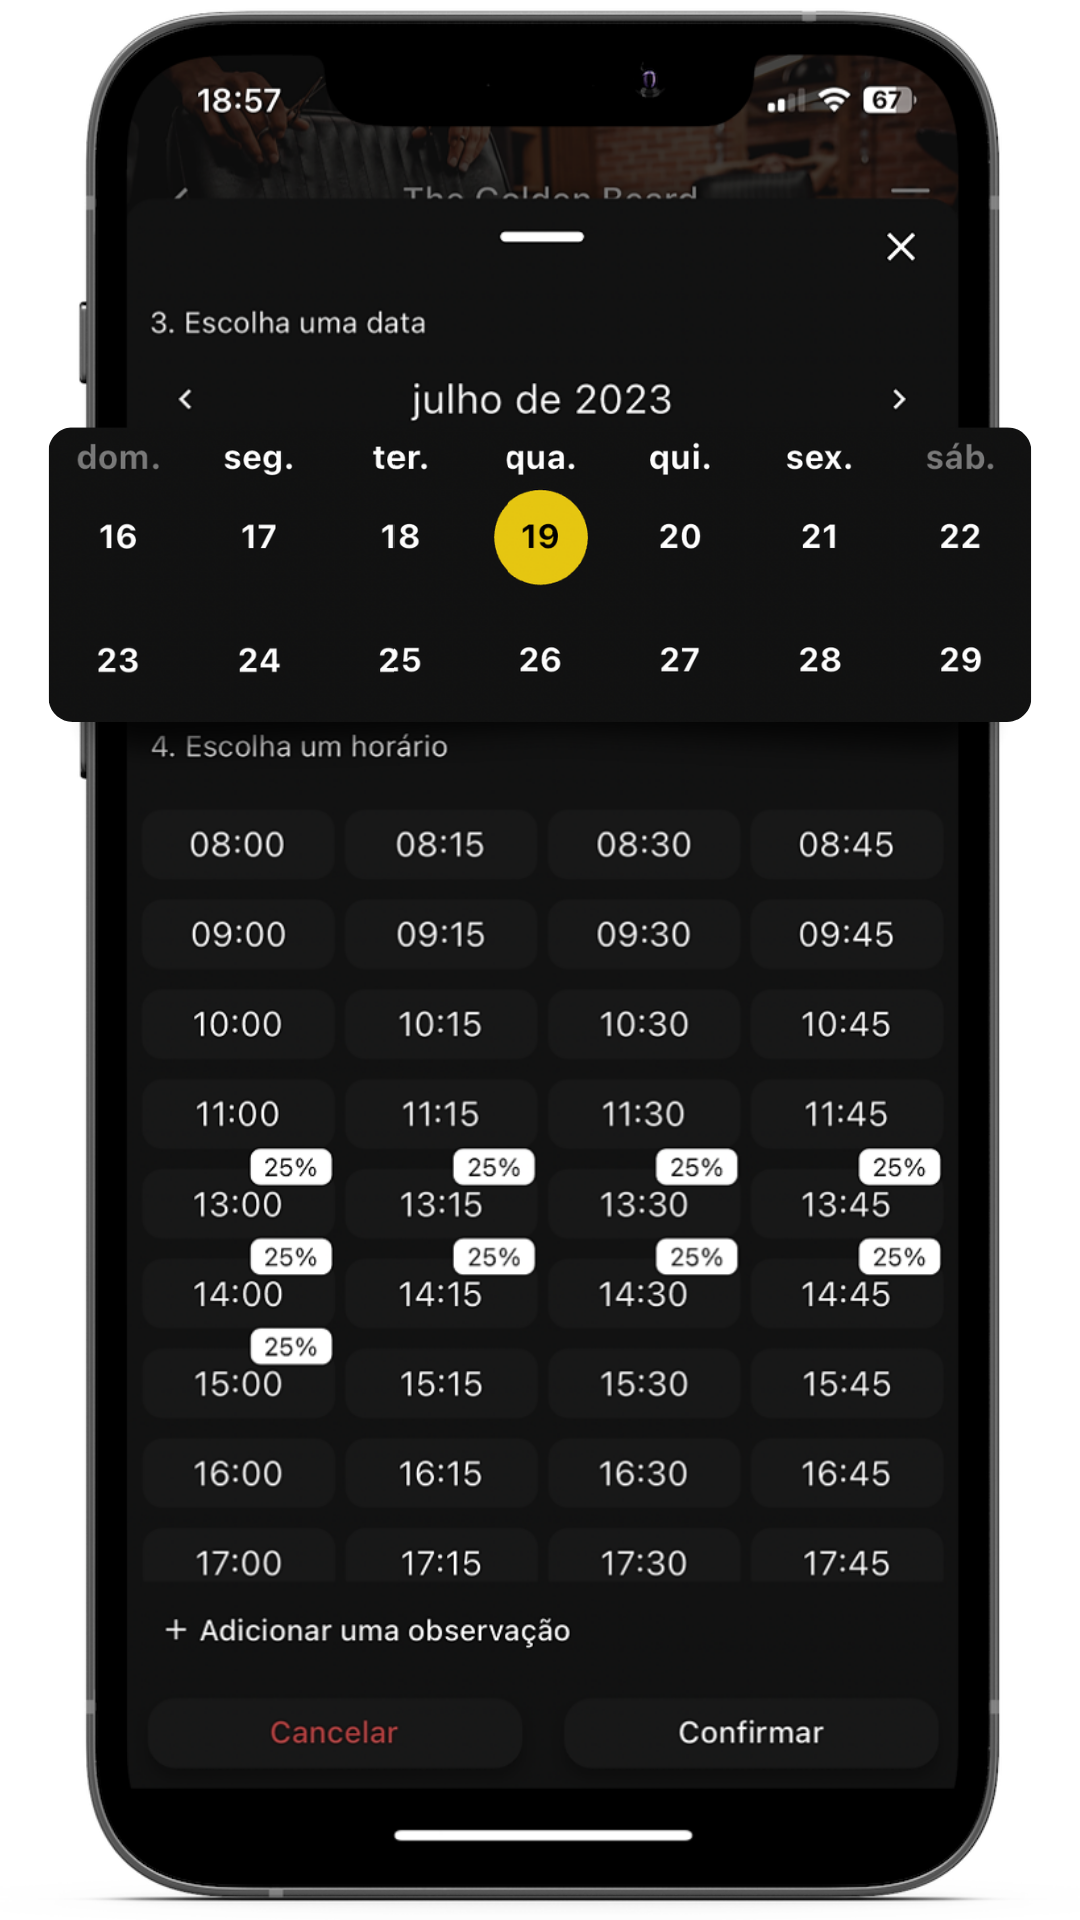 18:57
67
The Golden Beard
3. Escolha uma data
julho de 2023
dom. seg. ter. qua. qui. sex. sáb.
16 17 18 19 20 21 22
23 24 25 26 27 28 29
4. Escolha um horário
08:00 08:15 08:30 08:45
09:00 09:15 09:30 09:45
10:00 10:15 10:30 10:45
11:00 11:15 11:30 11:45
25% 25% 25% 25%
13:00 13:15 13:30 13:45
25% 25% 25% 25%
14:00 14:15 14:30 14:45
25%
15:00 15:15 15:30 15:45
16:00 16:15 16:30 16:45
17:00 17:15 17:30 17:45
+ Adicionar uma observação
Cancelar Confirmar